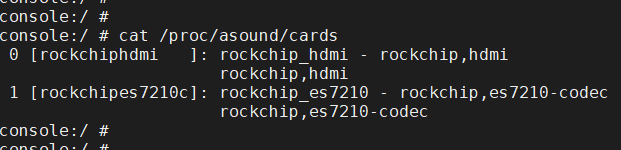 console:/ #
console:/ #
console:/ # cat /proc/asound/cards
 0 [rockchiphdmi   ]: rockchip_hdmi - rockchip,hdmi
                      rockchip,hdmi
 1 [rockchipes7210c]: rockchip_es7210 - rockchip,es7210-codec
                      rockchip,es7210-codec
console:/ #
console:/ #